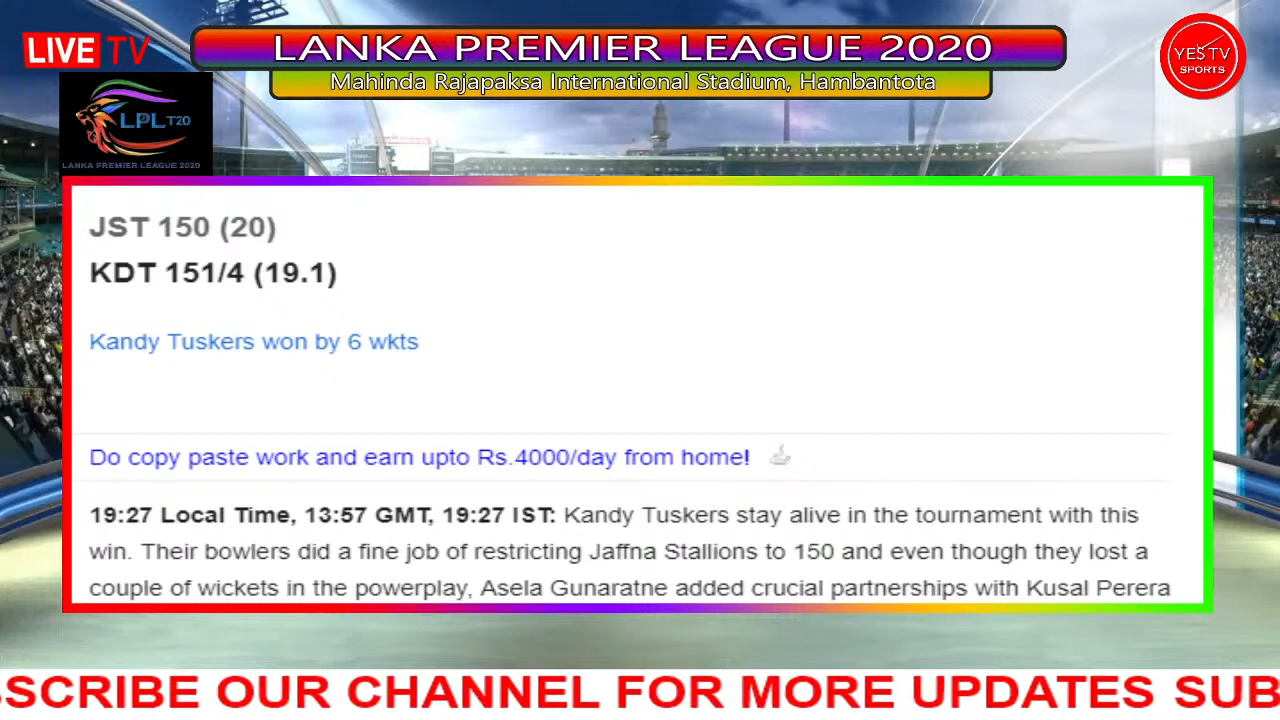 LIVE TV
LANKA PREMIER LEAGUE 2020
Mahinda Rajapaksa International Stadium, Hambantota
YES TV
SPORTS
LPL T20
LANKA PREMIER LEAGUE 2020
JST 150 (20)
KDT 151/4 (19.1)
Kandy Tuskers won by 6 wkts
Do copy paste work and earn upto Rs.4000/day from home!
19:27 Local Time, 13:57 GMT, 19:27 IST: Kandy Tuskers stay alive in the tournament with this
win. Their bowlers did a fine job of restricting Jaffna Stallions to 150 and even though they lost a
couple of wickets in the powerplay, Asela Gunaratne added crucial partnerships with Kusal Perera
SSCRIBE OUR CHANNEL FOR MORE UPDATES SUB